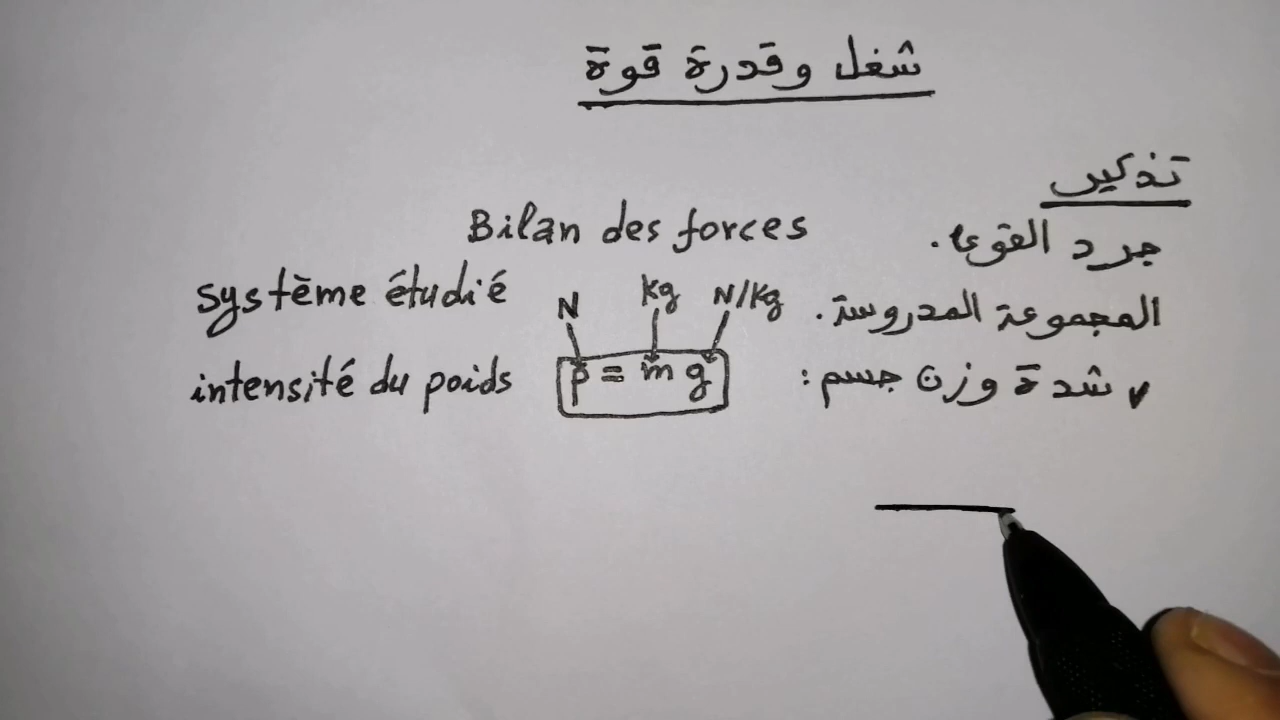 شغل وقدرة قوة
تذكير
جرد القوى. Bilan des forces
المجموعة المدروسة. système étudié
N kg N/kg
✓ شدة وزن جسم: p = m g intensité du poids